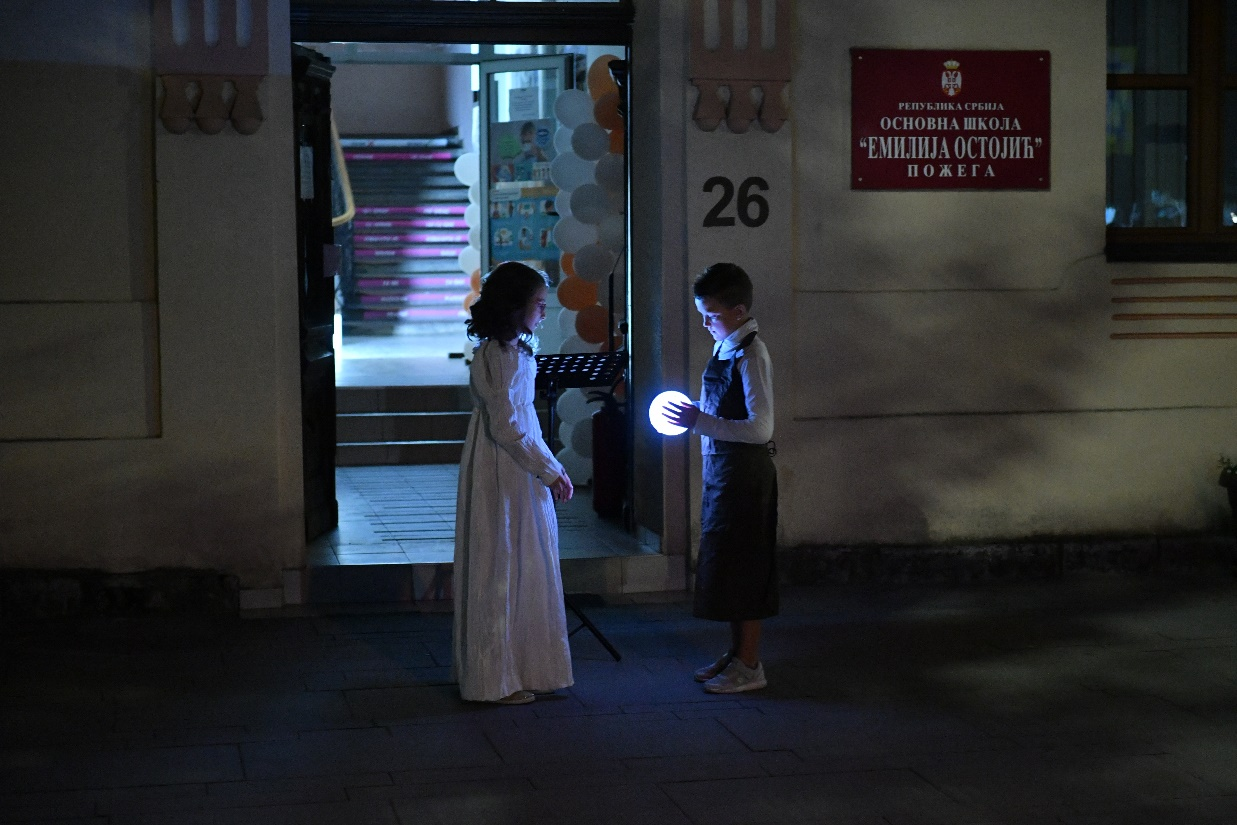 26
РЕПУБЛИКА СРБИЈА
ОСНОВНА ШКОЛА
“ЕМИЛИЈА ОСТОЈИЋ”
ПОЖЕГА